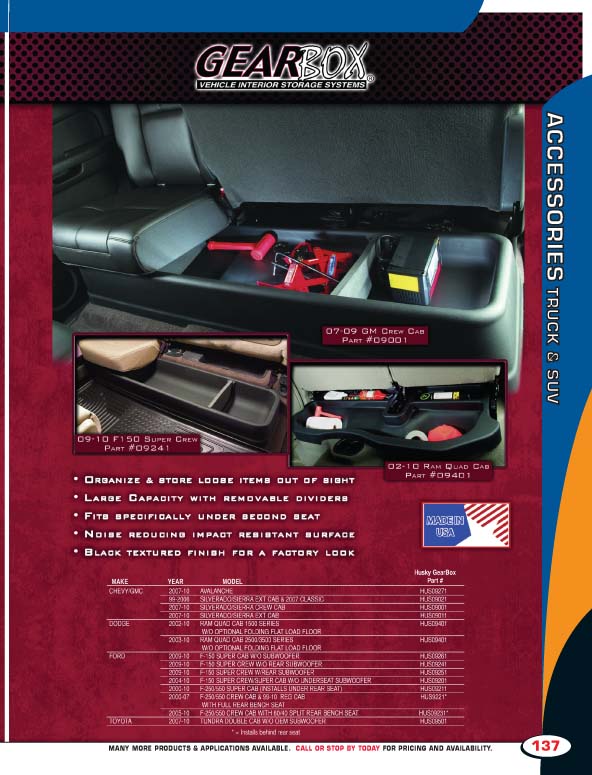 GEARBOX®
VEHICLE INTERIOR STORAGE SYSTEMS
ACCESSORIES TRUCK & SUV
07-09 GM CREW CAB
PART #09001
09-10 F150 SUPER CREW
PART #09241
02-10 RAM QUAD CAB
PART #09401
• ORGANIZE & STORE LOOSE ITEMS OUT OF SIGHT
• LARGE CAPACITY WITH REMOVABLE DIVIDERS
• FITS SPECIFICALLY UNDER SECOND SEAT
• NOISE REDUCING IMPACT RESISTANT SURFACE
• BLACK TEXTURED FINISH FOR A FACTORY LOOK
MADE IN
USA
Husky GearBox
MAKE YEAR MODEL Part #
CHEVY/GMC 2007-10 AVALANCHE HUS09271
99-2006 SILVERADO/SIERRA EXT CAB & 2007 CLASSIC HUS09021
2007-10 SILVERADO/SIERRA CREW CAB HUS09001
2007-10 SILVERADO/SIERRA EXT CAB HUS09011
DODGE 2002-10 RAM QUAD CAB 1500 SERIES HUS09401
W/O OPTIONAL FOLDING FLAT LOAD FLOOR
2003-10 RAM QUAD CAB 2500/3500 SERIES HUS09401
W/O OPTIONAL FOLDING FLAT LOAD FLOOR
FORD 2009-10 F-150 SUPER CAB W/O SUBWOOFER HUS09261
2009-10 F-150 SUPER CREW W/O REAR SUBWOOFER HUS09241
2009-10 F-150 SUPER CREW W/REAR SUBWOOFER HUS09251
2004-10 F-150 SUPER CREW/SUPER CAB W/O UNDERSEAT SUBWOOFER HUS09201
2000-10 F-250/550 SUPER CAB (INSTALLS UNDER REAR SEAT) HUS09211
2000-07 F-250/550 CREW CAB & 99-10 REG CAB HUS9221*
WITH FULL REAR BENCH SEAT
2005-10 F-250/550 CREW CAB WITH 60/40 SPLIT REAR BENCH SEAT HUS09231*
TOYOTA 2007-10 TUNDRA DOUBLE CAB W/O OEM SUBWOOFER HUS09501
* = Installs behind rear seat
MANY MORE PRODUCTS & APPLICATIONS AVAILABLE. CALL OR STOP BY TODAY FOR PRICING AND AVAILABILITY. 137